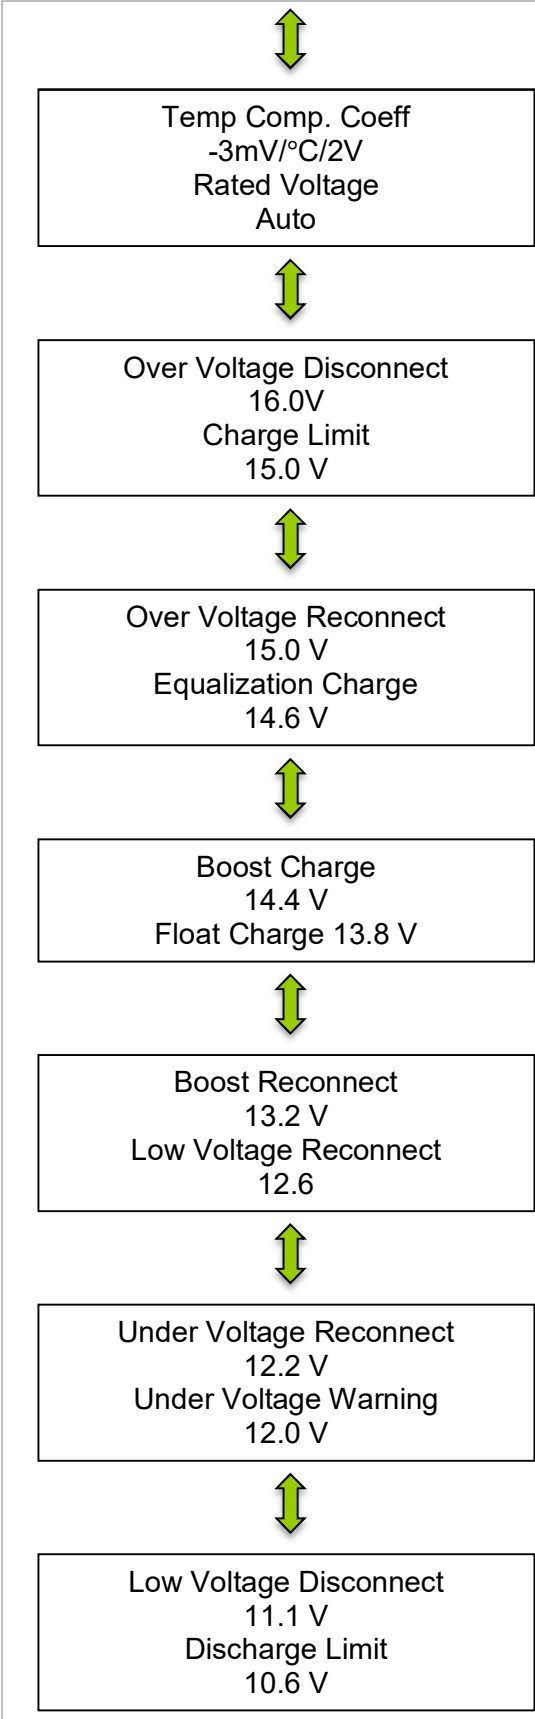 Temp Comp. Coeff
-3mV/°C/2V
Rated Voltage
Auto
Over Voltage Disconnect
16.0V
Charge Limit
15.0 V
Over Voltage Reconnect
15.0 V
Equalization Charge
14.6 V
Boost Charge
14.4 V
Float Charge 13.8 V
Boost Reconnect
13.2 V
Low Voltage Reconnect
12.6
Under Voltage Reconnect
12.2 V
Under Voltage Warning
12.0 V
Low Voltage Disconnect
11.1 V
Discharge Limit
10.6 V